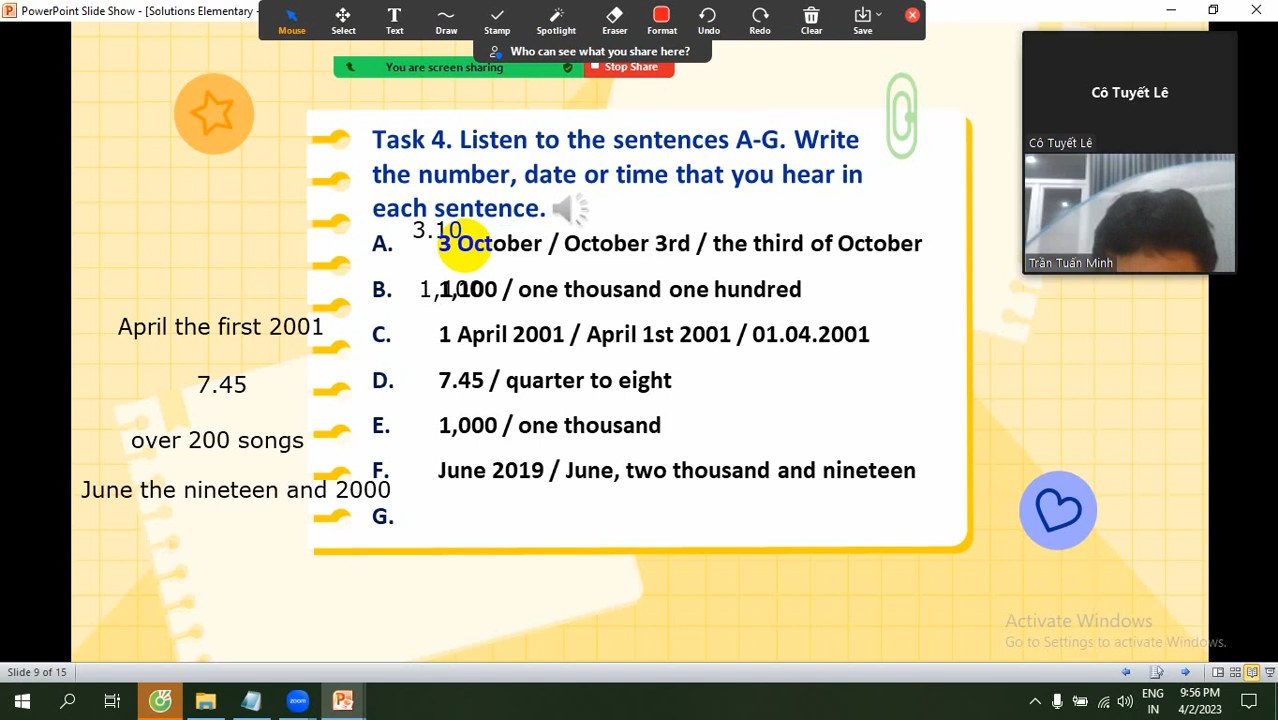 PowerPoint Slide Show - [Solutions Elementary -
Mouse Select Text Draw Stamp Spotlight Eraser Format Undo Redo Clear Save
Who can see what you share here?
You are screen sharing Stop Share
Cô Tuyết Lê
Cô Tuyết Lê
Trần Tuấn Minh
Task 4. Listen to the sentences A-G. Write
the number, date or time that you hear in
each sentence.
3.10
A. 3 October / October 3rd / the third of October
1,100
B. 1,100 / one thousand one hundred
April the first 2001
C. 1 April 2001 / April 1st 2001 / 01.04.2001
7.45
D. 7.45 / quarter to eight
over 200 songs
E. 1,000 / one thousand
June the nineteen and 2000
F. June 2019 / June, two thousand and nineteen
G.
Activate Windows
Go to Settings to activate Windows.
Slide 9 of 15
zoom
ENG
IN
9:56 PM
4/2/2023